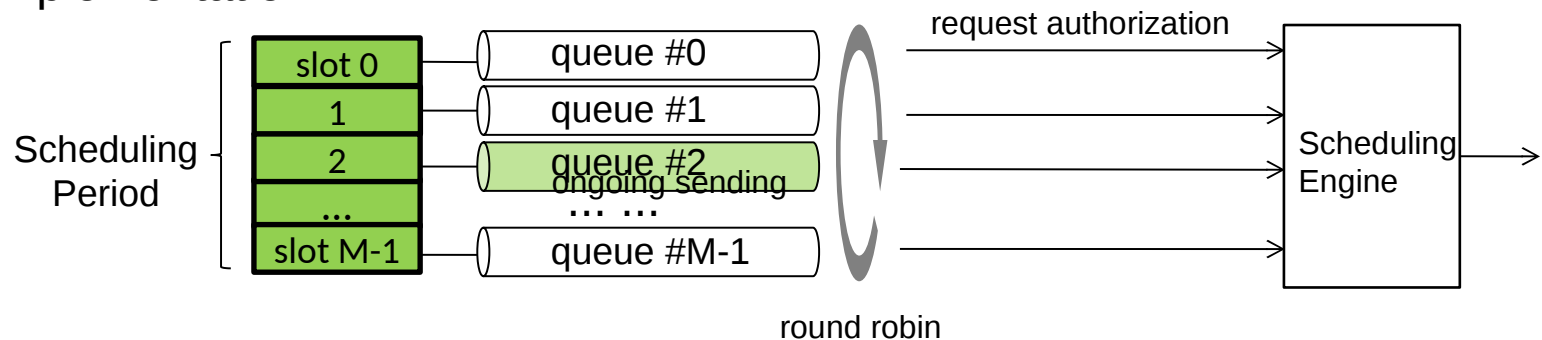 request authorization
slot 0
queue #0
1
queue #1
Scheduling
Period
2
queue #2
ongoing sending
...
... ...
slot M-1
queue #M-1
Scheduling
Engine
round robin